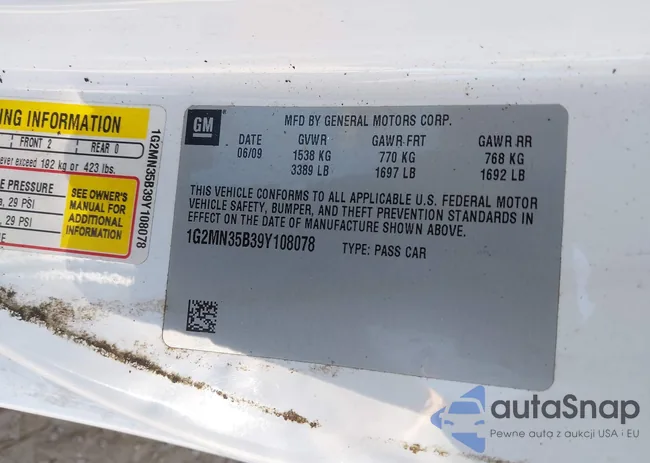 ING INFORMATION
FRONT 2 REAR 0
ever exceed 182 kg or 423 lbs.
E PRESSURE
, 29 PSI
, 29 PSI
SEE OWNER'S
MANUAL FOR
ADDITIONAL
INFORMATION
1G2MN35B39Y108078
GM
MFD BY GENERAL MOTORS CORP.
DATE GVWR GAWR FRT GAWR RR
06/09 1538 KG 770 KG 768 KG
3389 LB 1697 LB 1692 LB
THIS VEHICLE CONFORMS TO ALL APPLICABLE U.S. FEDERAL MOTOR
VEHICLE SAFETY, BUMPER, AND THEFT PREVENTION STANDARDS IN
EFFECT ON THE DATE OF MANUFACTURE SHOWN ABOVE.
1G2MN35B39Y108078 TYPE: PASS CAR
autaSnap
Pewne auta z aukcji USA i EU